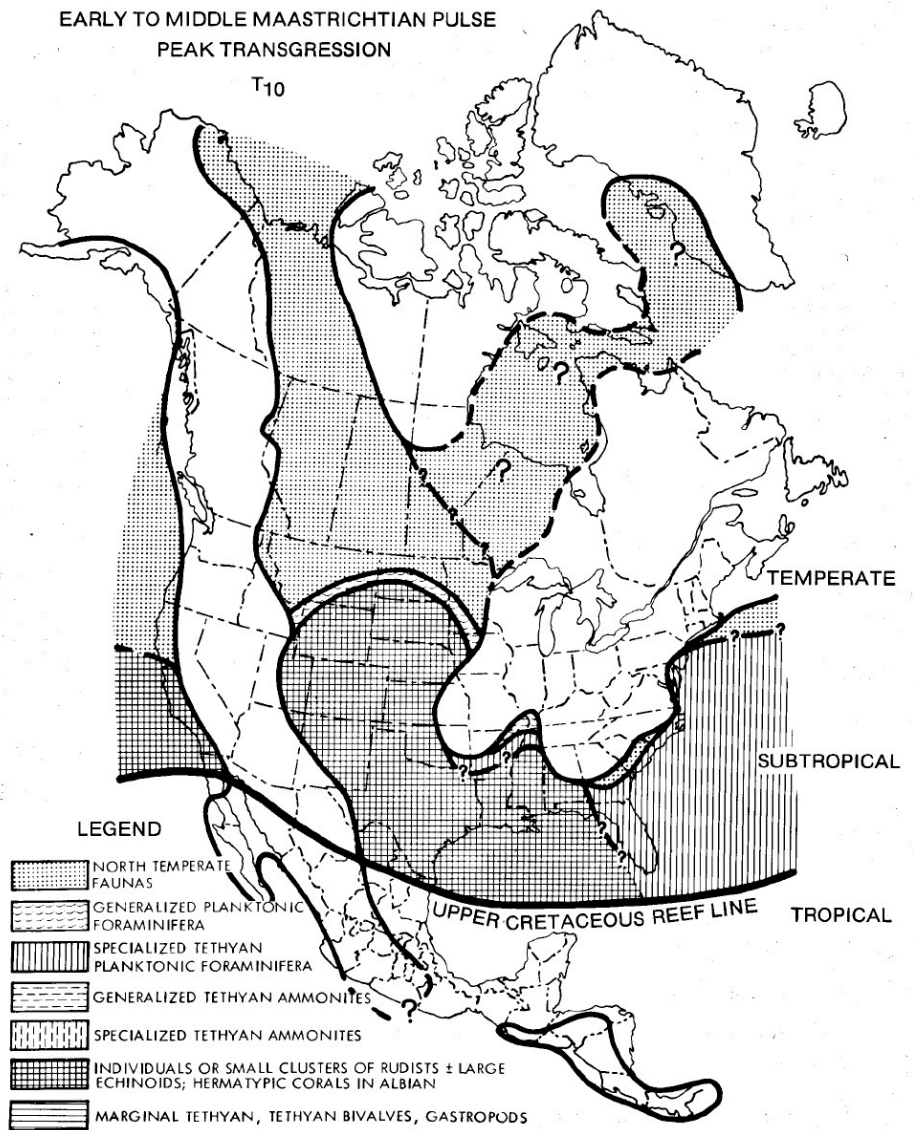 EARLY TO MIDDLE MAASTRICHTIAN PULSE
PEAK TRANSGRESSION
T10
?
?
?
?
?
?
TEMPERATE
?
?
?
?
SUBTROPICAL
?
?
LEGEND
NORTH TEMPERATE
FAUNAS
GENERALIZED PLANKTONIC
FORAMINIFERA
SPECIALIZED TETHYAN
PLANKTONIC FORAMINIFERA
GENERALIZED TETHYAN AMMONITES
SPECIALIZED TETHYAN AMMONITES
INDIVIDUALS OR SMALL CLUSTERS OF RUDISTS ± LARGE
ECHINOIDS; HERMATYPIC CORALS IN ALBIAN
MARGINAL TETHYAN, TETHYAN BIVALVES, GASTROPODS
UPPER CRETACEOUS REEF LINE
TROPICAL
?